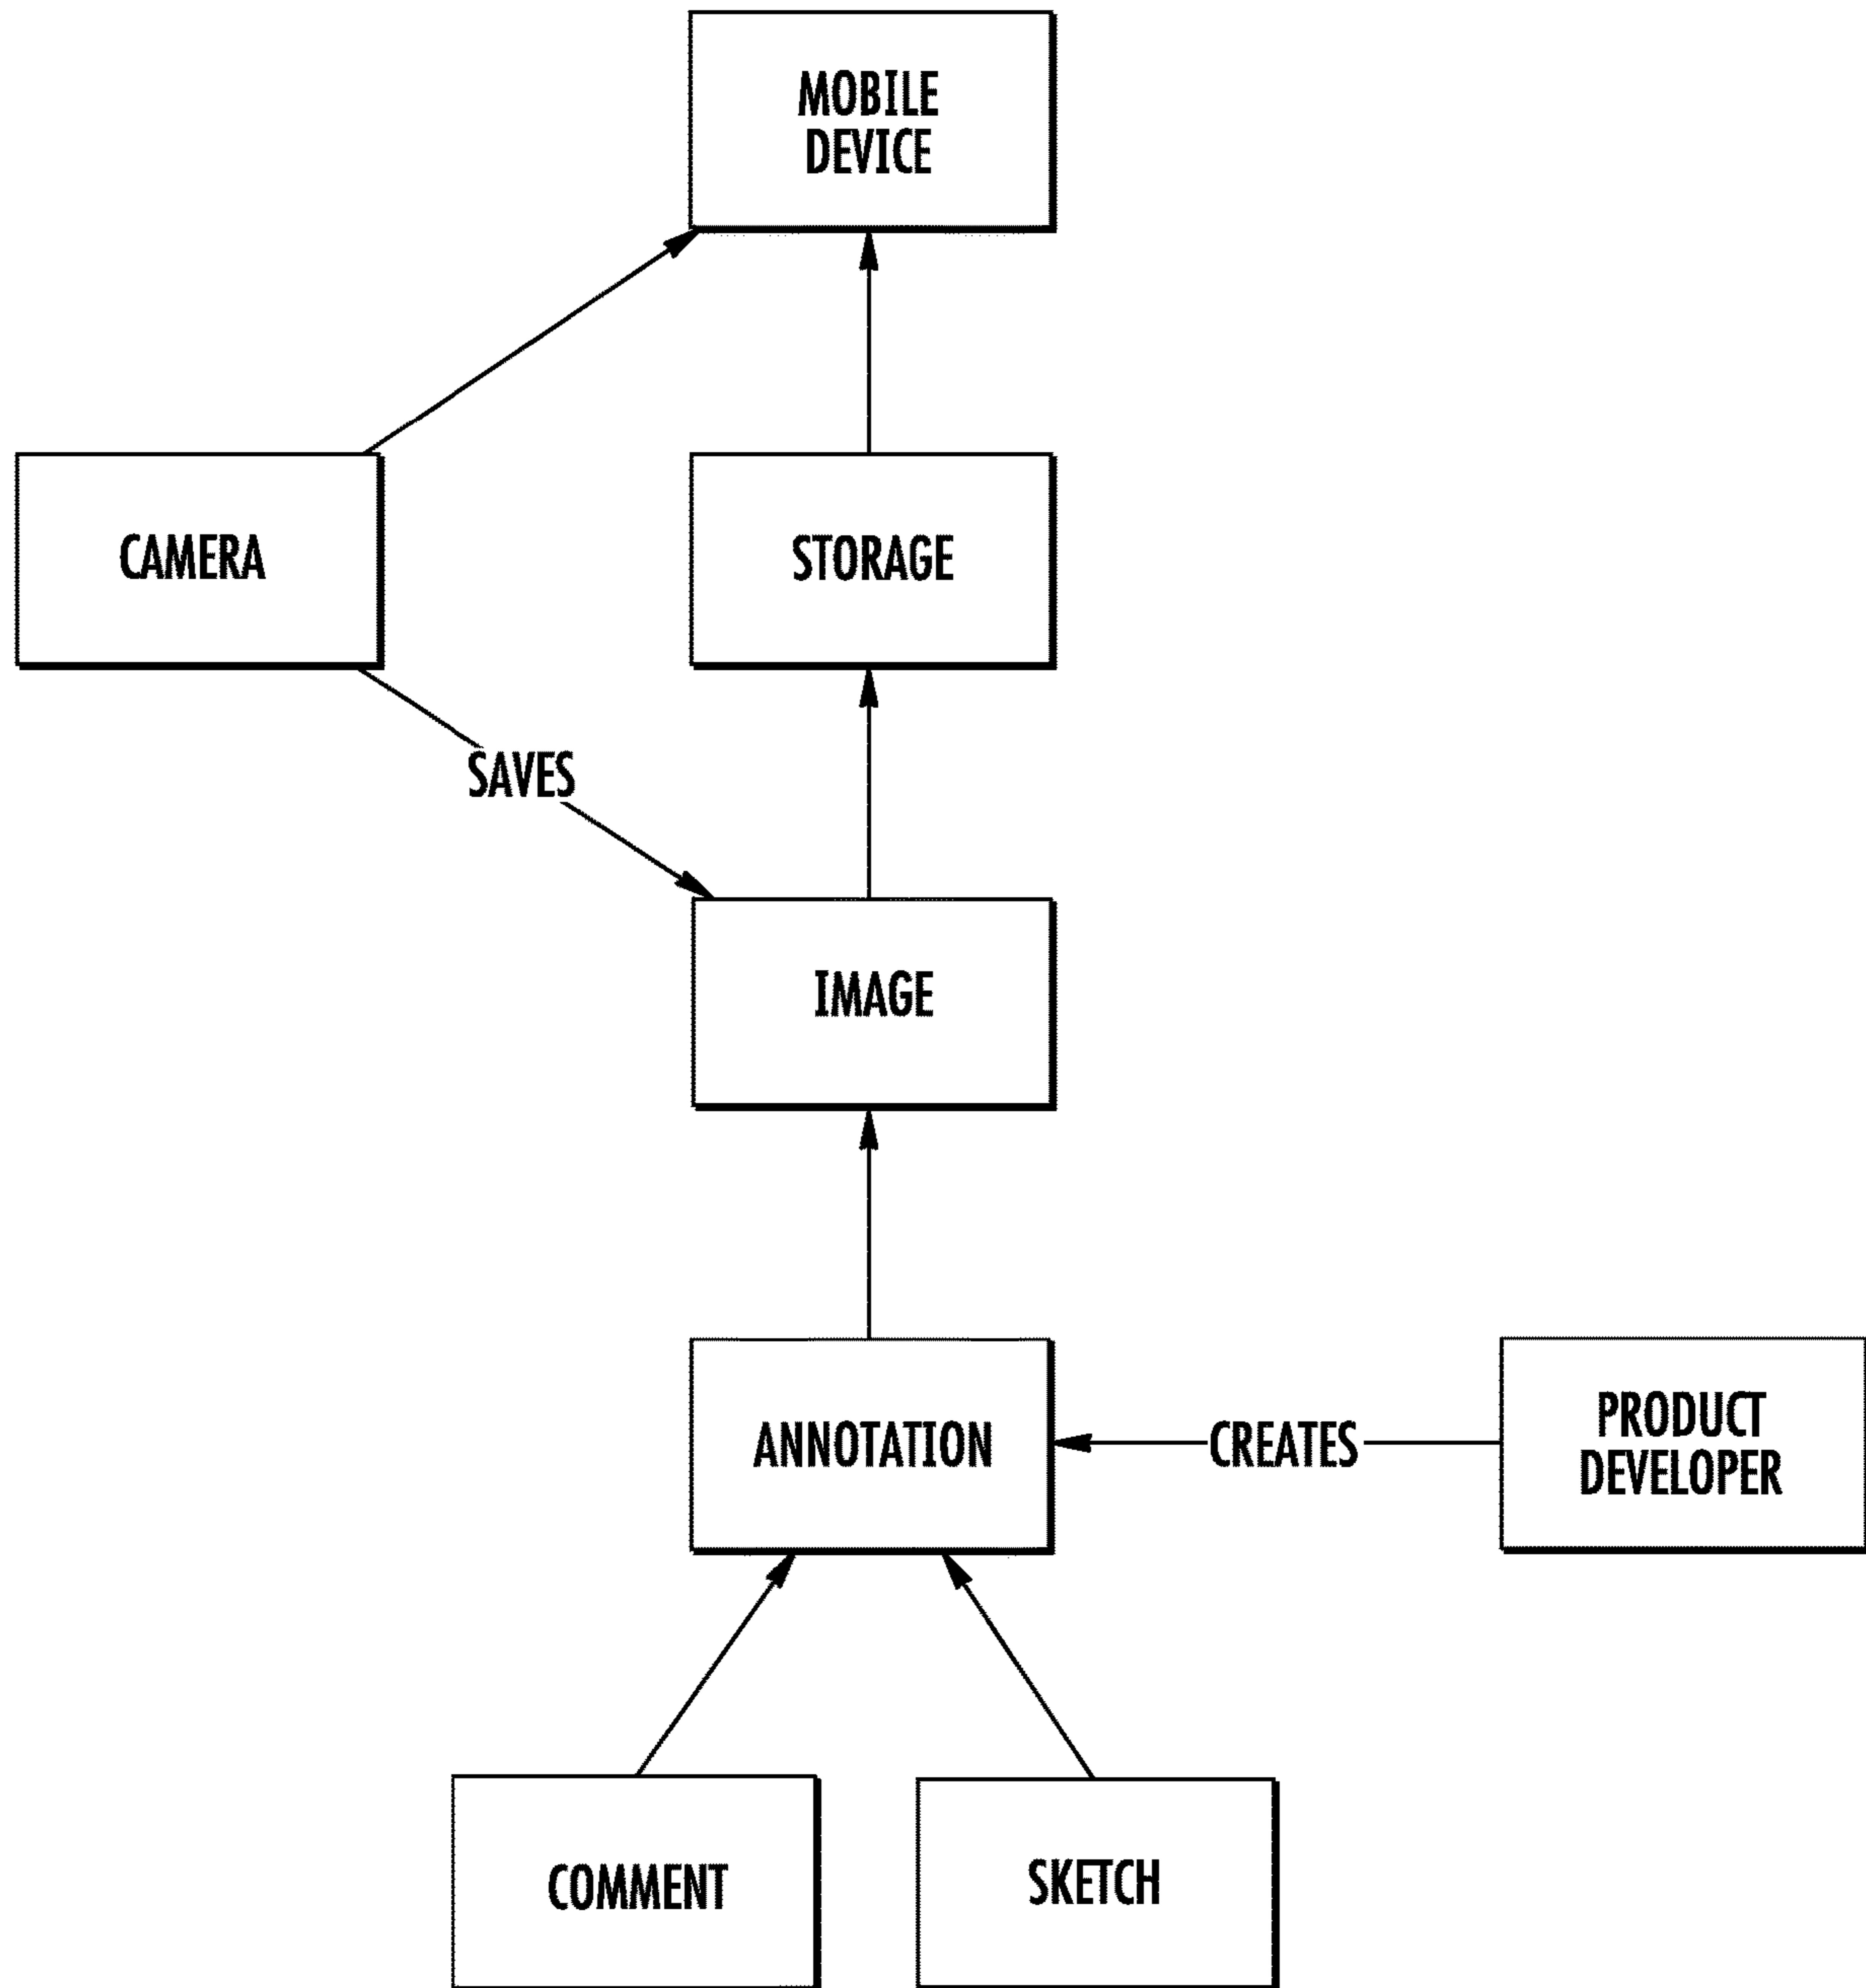 MOBILE
DEVICE
CAMERA
STORAGE
SAVES
IMAGE
ANNOTATION
CREATES
PRODUCT
DEVELOPER
COMMENT
SKETCH